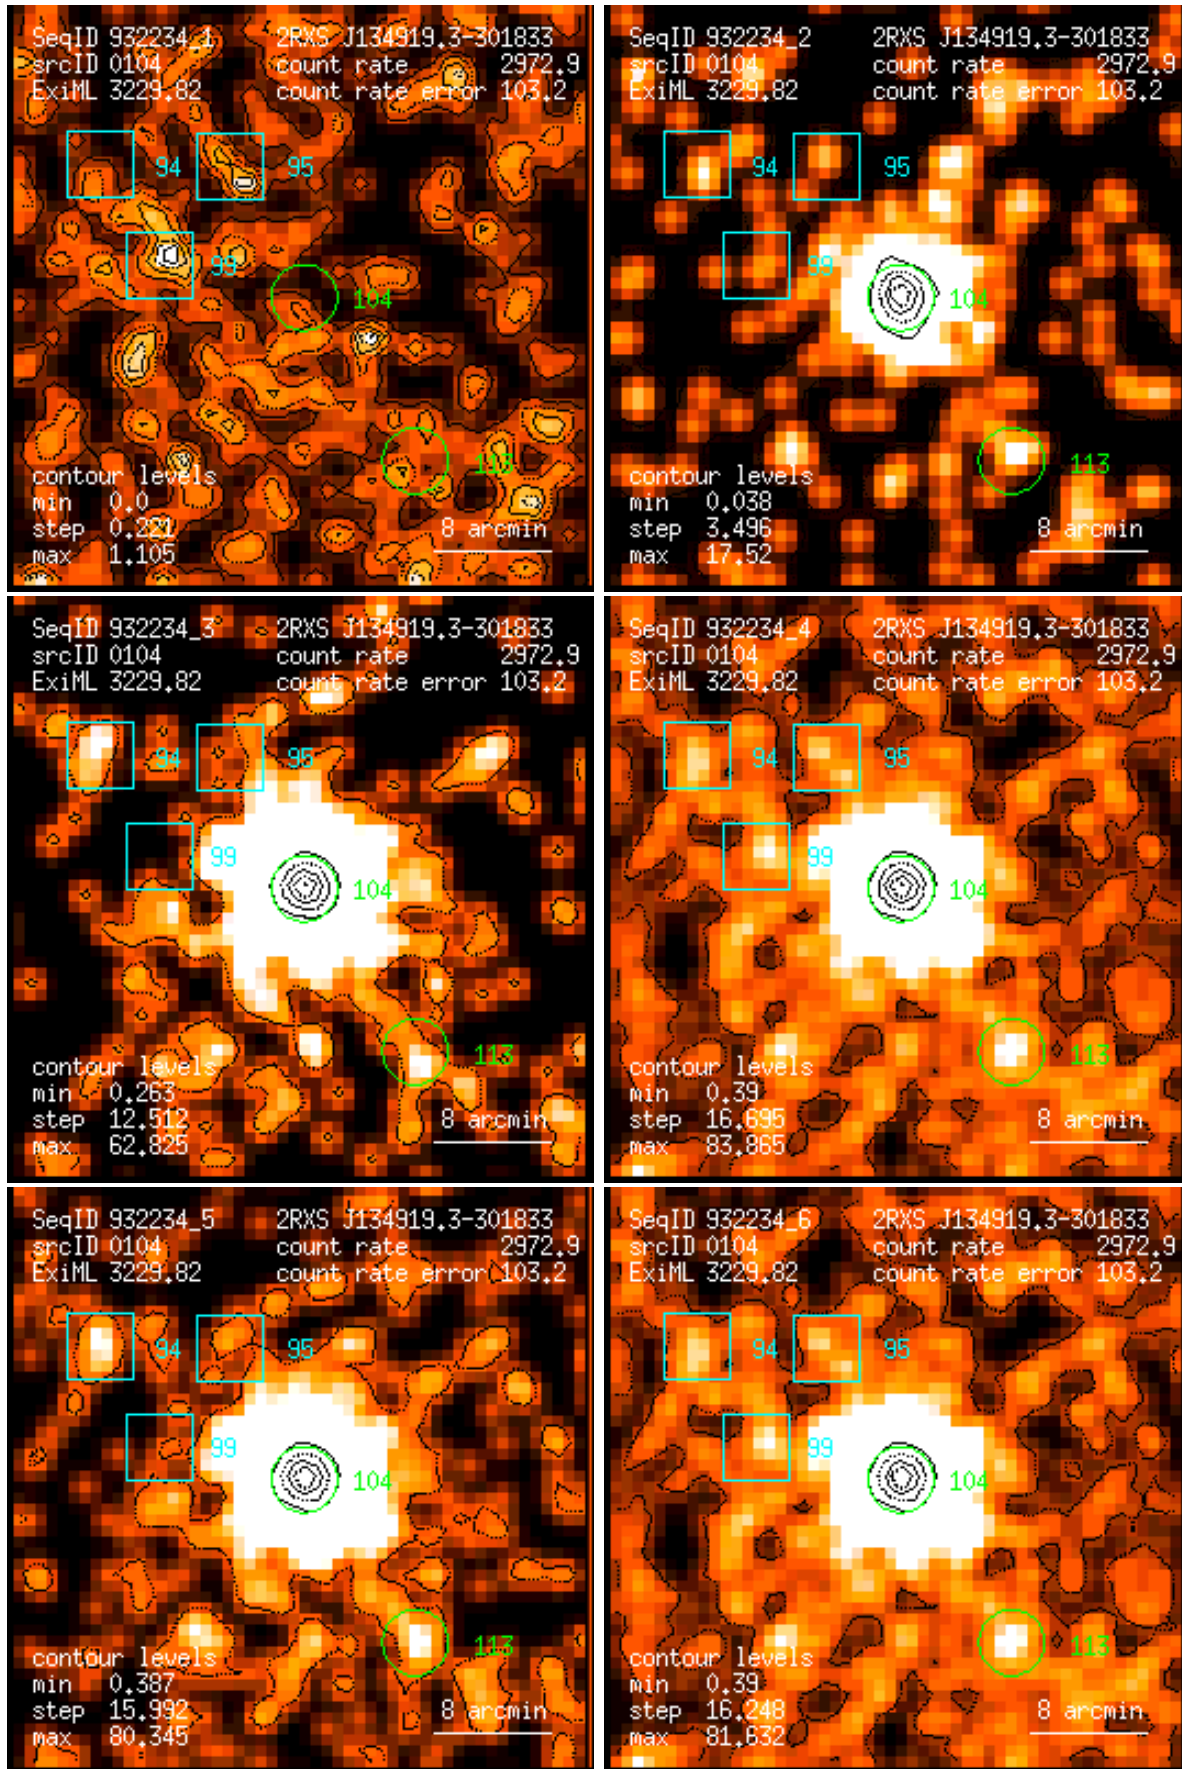 SeqID 932234_1 2RXS J134919.3-301833
srcID 0104 count rate 2972.9
ExiML 3229.82 count rate error 103.2
94 95
99
104
113
contour levels
min 0.0
step 0.221 8 arcmin
max 1.105
SeqID 932234_2 2RXS J134919.3-301833
srcID 0104 count rate 2972.9
ExiML 3229.82 count rate error 103.2
94 95
99
104
113
contour levels
min 0.038
step 3.496 8 arcmin
max 17.52
SeqID 932234_3 2RXS J134919.3-301833
srcID 0104 count rate 2972.9
ExiML 3229.82 count rate error 103.2
94 95
99
104
113
contour levels
min 0.263
step 12.512 8 arcmin
max 62.825
SeqID 932234_4 2RXS J134919.3-301833
srcID 0104 count rate 2972.9
ExiML 3229.82 count rate error 103.2
94 95
99
104
113
contour levels
min 0.39
step 16.695 8 arcmin
max 83.865
SeqID 932234_5 2RXS J134919.3-301833
srcID 0104 count rate 2972.9
ExiML 3229.82 count rate error 103.2
94 95
99
104
113
contour levels
min 0.387
step 15.992 8 arcmin
max 80.345
SeqID 932234_6 2RXS J134919.3-301833
srcID 0104 count rate 2972.9
ExiML 3229.82 count rate error 103.2
94 95
99
104
113
contour levels
min 0.39
step 16.248 8 arcmin
max 81.632